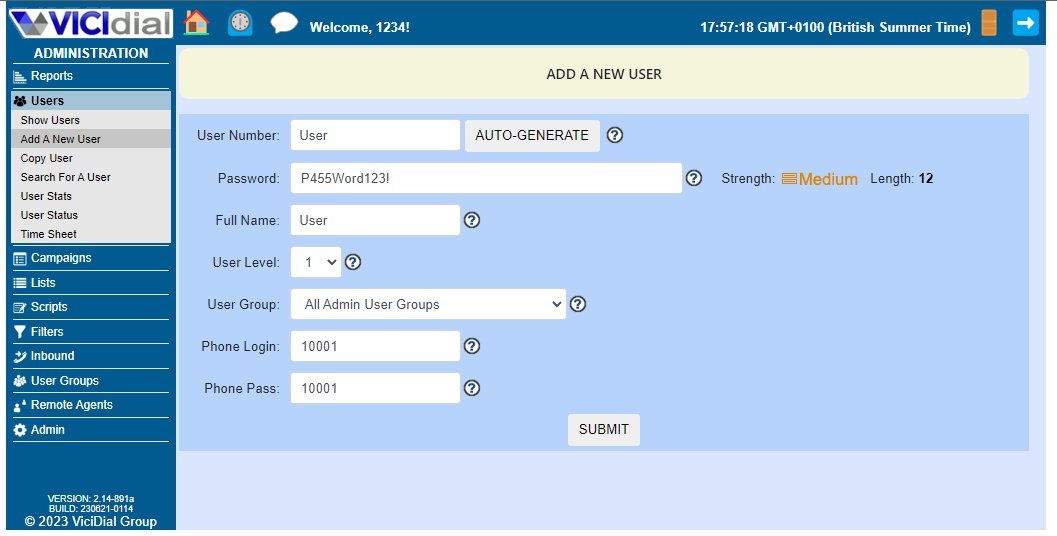 VICIdial
Welcome, 1234!
17:57:18 GMT+0100 (British Summer Time)
ADMINISTRATION
Reports
Users
Show Users
Add A New User
Copy User
Search For A User
User Stats
User Status
Time Sheet
Campaigns
Lists
Scripts
Filters
Inbound
User Groups
Remote Agents
Admin
VERSION: 2.14-891a
BUILD: 230621-0114
© 2023 ViciDial Group
ADD A NEW USER
User Number: User AUTO-GENERATE ?
Password: P455Word123! ? Strength: Medium Length: 12
Full Name: User ?
User Level: 1 ?
User Group: All Admin User Groups ?
Phone Login: 10001 ?
Phone Pass: 10001 ?
SUBMIT